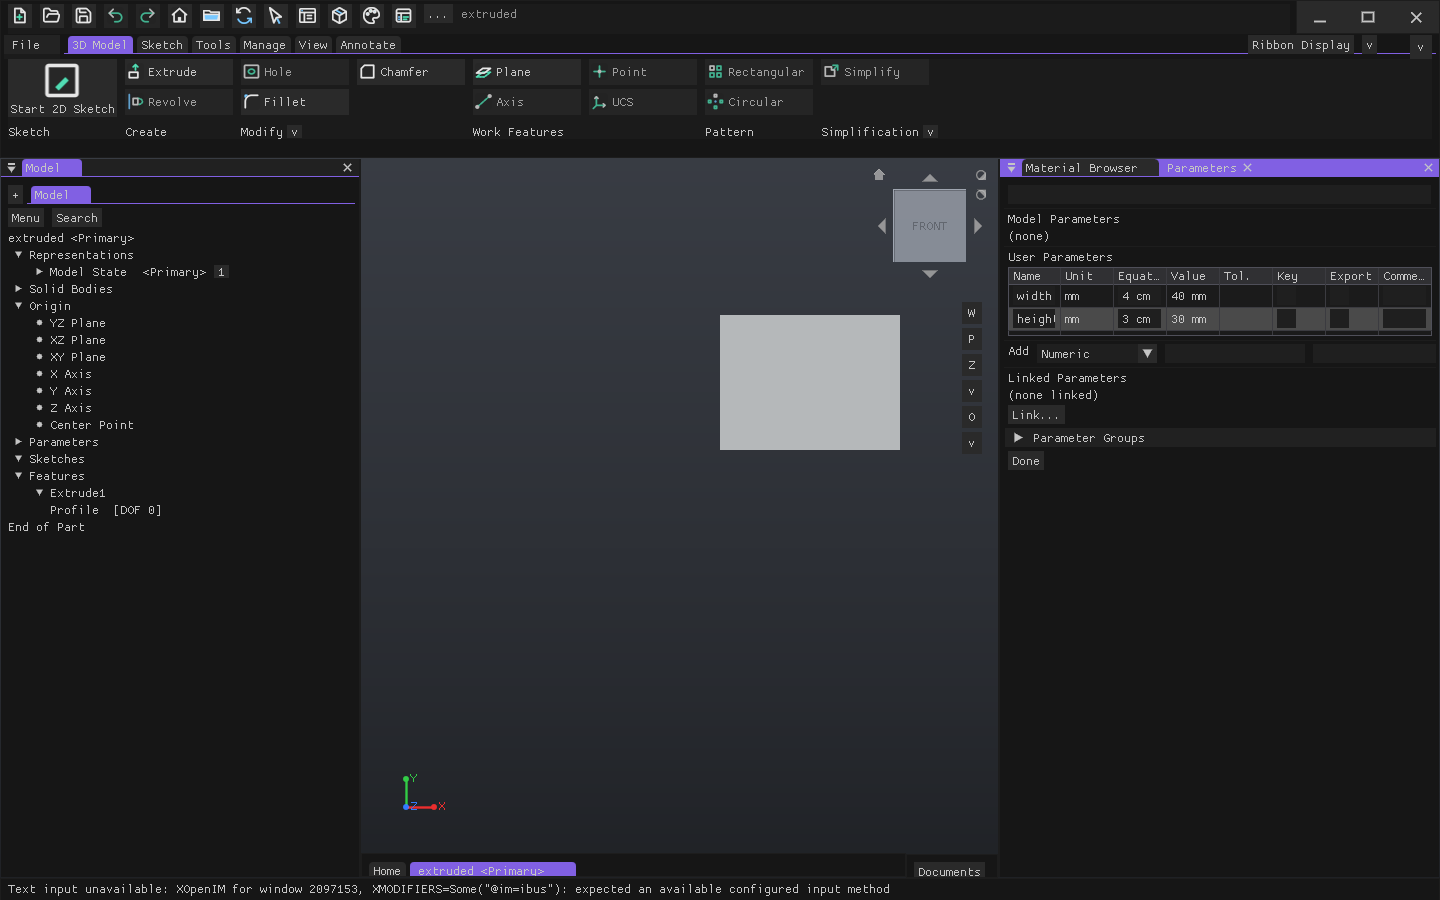 ... extruded
File 3D Model Sketch Tools Manage View Annotate Ribbon Display v v
Extrude Hole Chamfer Plane Point Rectangular Simplify
Start 2D Sketch Revolve Fillet Axis UCS Circular
Sketch Create Modify v Work Features Pattern Simplification v
Model
+ Model
Menu Search
extruded <Primary>
Representations
Model State <Primary> 1
Solid Bodies
Origin
YZ Plane
XZ Plane
XY Plane
X Axis
Y Axis
Z Axis
Center Point
Parameters
Sketches
Features
Extrude1
Profile [DOF 0]
End of Part
FRONT
W
P
Z
v
O
v
Y
Z X
Home extruded <Primary> Documents
Material Browser Parameters
Model Parameters
(none)
User Parameters
Name Unit Equat… Value Tol. Key Export Comme…
width mm 4 cm 40 mm
height mm 3 cm 30 mm
Add Numeric
Linked Parameters
(none linked)
Link...
Parameter Groups
Done
Text input unavailable: XOpenIM for window 2097153, XMODIFIERS=Some("@im=ibus"): expected an available configured input method